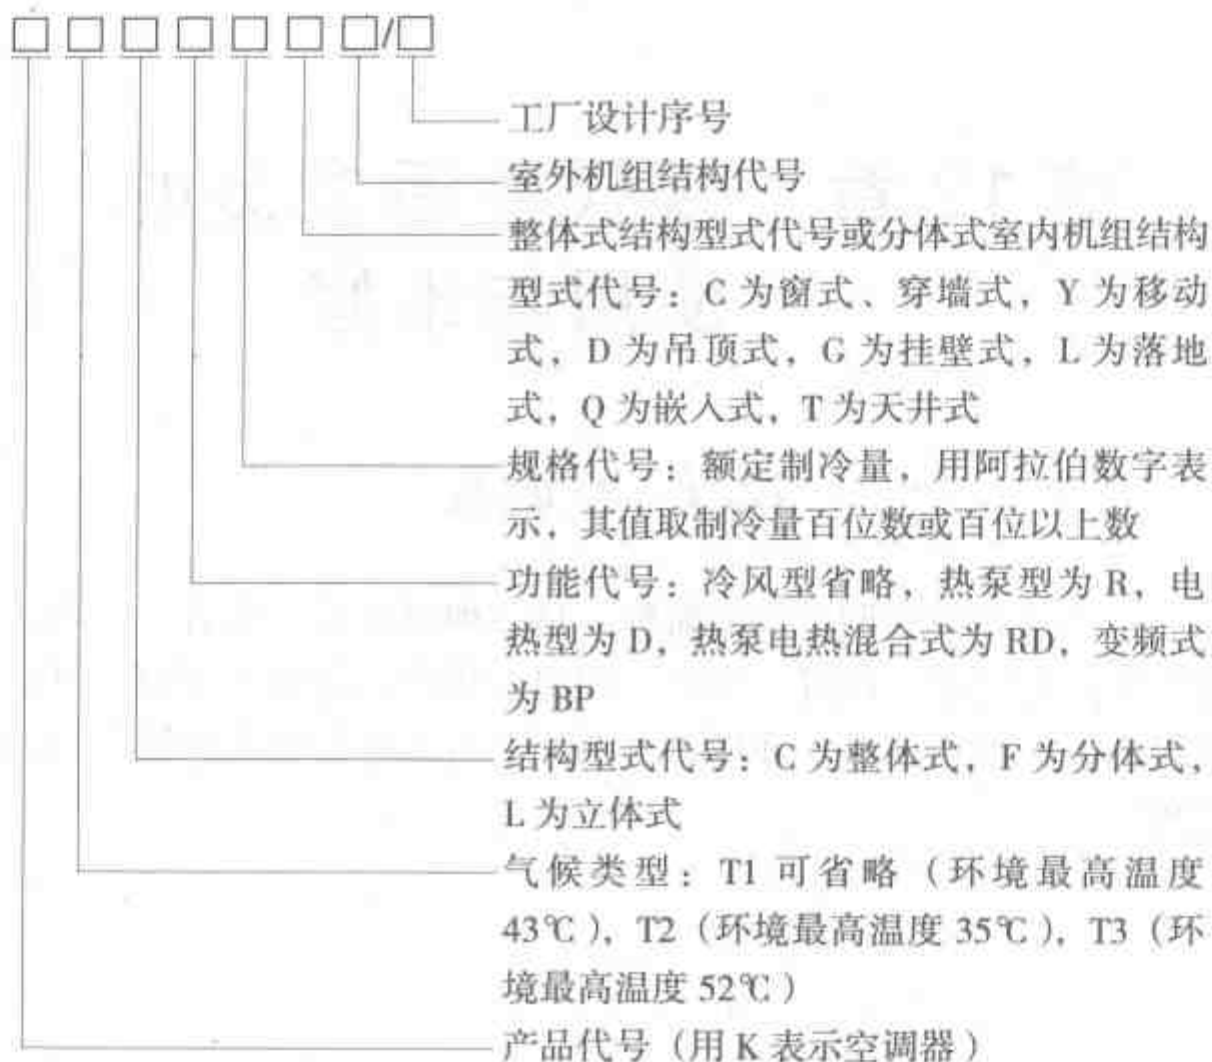 □□□□□□□/□
工厂设计序号
室外机组结构代号
整体式结构型式代号或分体式室内机组结构
型式代号：C 为窗式、穿墙式，Y 为移动
式，D 为吊顶式，G 为挂壁式，L 为落地
式，Q 为嵌入式，T 为天井式
规格代号：额定制冷量，用阿拉伯数字表
示，其值取制冷量百位数或百位以上数
功能代号：冷风型省略，热泵型为 R，电
热型为 D，热泵电热混合式为 RD，变频式
为 BP
结构型式代号：C 为整体式，F 为分体式，
L 为立体式
气候类型：T1 可省略（环境最高温度
43℃），T2（环境最高温度 35℃），T3（环
境最高温度 52℃）
产品代号（用 K 表示空调器）